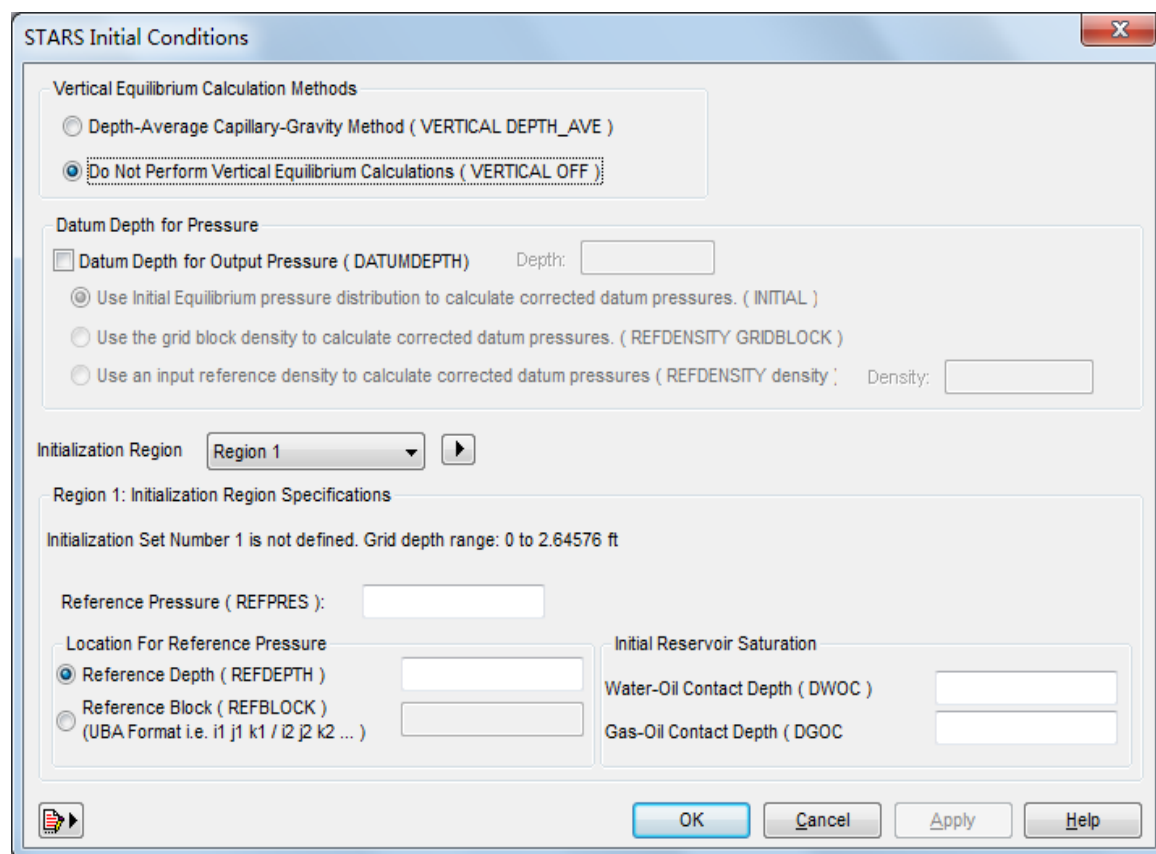 STARS Initial Conditions
Vertical Equilibrium Calculation Methods
Depth-Average Capillary-Gravity Method ( VERTICAL DEPTH_AVE )
Do Not Perform Vertical Equilibrium Calculations ( VERTICAL OFF )
Datum Depth for Pressure
Datum Depth for Output Pressure ( DATUMDEPTH) Depth:
Use Initial Equilibrium pressure distribution to calculate corrected datum pressures. ( INITIAL )
Use the grid block density to calculate corrected datum pressures. ( REFDENSITY GRIDBLOCK )
Use an input reference density to calculate corrected datum pressures ( REFDENSITY density ) Density:
Initialization Region Region 1
Region 1: Initialization Region Specifications
Initialization Set Number 1 is not defined. Grid depth range: 0 to 2.64576 ft
Reference Pressure ( REFPRES ):
Location For Reference Pressure
Reference Depth ( REFDEPTH )
Reference Block ( REFBLOCK )
(UBA Format i.e. i1 j1 k1 / i2 j2 k2 ... )
Initial Reservoir Saturation
Water-Oil Contact Depth ( DWOC )
Gas-Oil Contact Depth ( DGOC
OK Cancel Apply Help